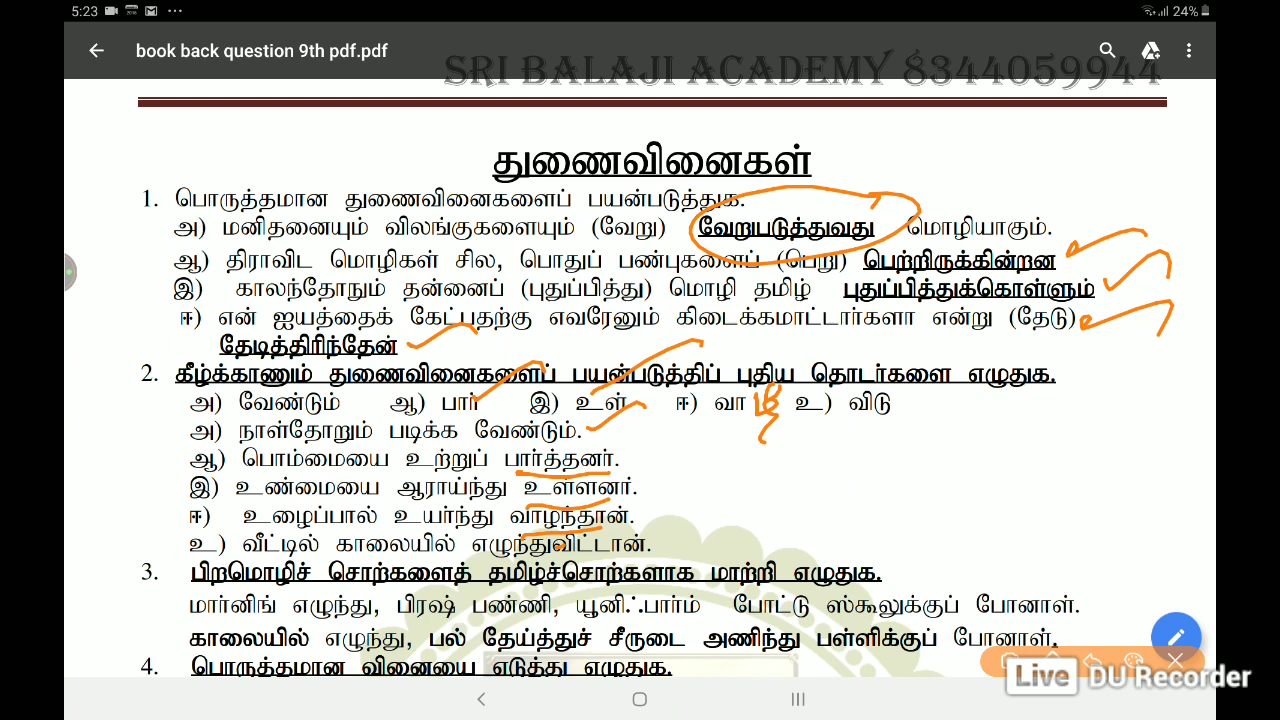 5:23 24%
book back question 9th pdf.pdf
SRI BALAJI ACADEMY 8344059944
துணைவினைகள்
1. பொருத்தமான துணைவினைகளைப் பயன்படுத்துக.
அ) மனிதனையும் விலங்குகளையும் (வேறு) வேறுபடுத்துவது மொழியாகும்.
ஆ) திராவிட மொழிகள் சில, பொதுப் பண்புகளைப் (பெறு) பெற்றிருக்கின்றன
இ) காலந்தோறும் தன்னைப் (புதுப்பித்து) மொழி தமிழ் புதுப்பித்துக்கொள்ளும்
ஈ) என் ஐயத்தைக் கேட்பதற்கு எவரேனும் கிடைக்கமாட்டார்களா என்று (தேடு)
தேடித்திரிந்தேன்
2. கீழ்க்காணும் துணைவினைகளைப் பயன்படுத்திப் புதிய தொடர்களை எழுதுக.
அ) வேண்டும் ஆ) பார் இ) உள் ஈ) வா உ) விடு
அ) நாள்தோறும் படிக்க வேண்டும்.
ஆ) பொம்மையை உற்றுப் பார்த்தனர்.
இ) உண்மையை ஆராய்ந்து உள்ளனர்.
ஈ) உழைப்பால் உயர்ந்து வாழந்தான்.
உ) வீட்டில் காலையில் எழுந்துவிட்டான்.
3. பிறமொழிச் சொற்களைத் தமிழ்ச்சொற்களாக மாற்றி எழுதுக.
மார்னிங் எழுந்து, பிரஷ் பண்ணி, யூனிஃபார்ம் போட்டு ஸ்கூலுக்குப் போனாள்.
காலையில் எழுந்து, பல் தேய்த்துச் சீருடை அணிந்து பள்ளிக்குப் போனாள்.
4. பொருத்தமான வினையை எடுத்து எழுதுக.
Live DU Recorder